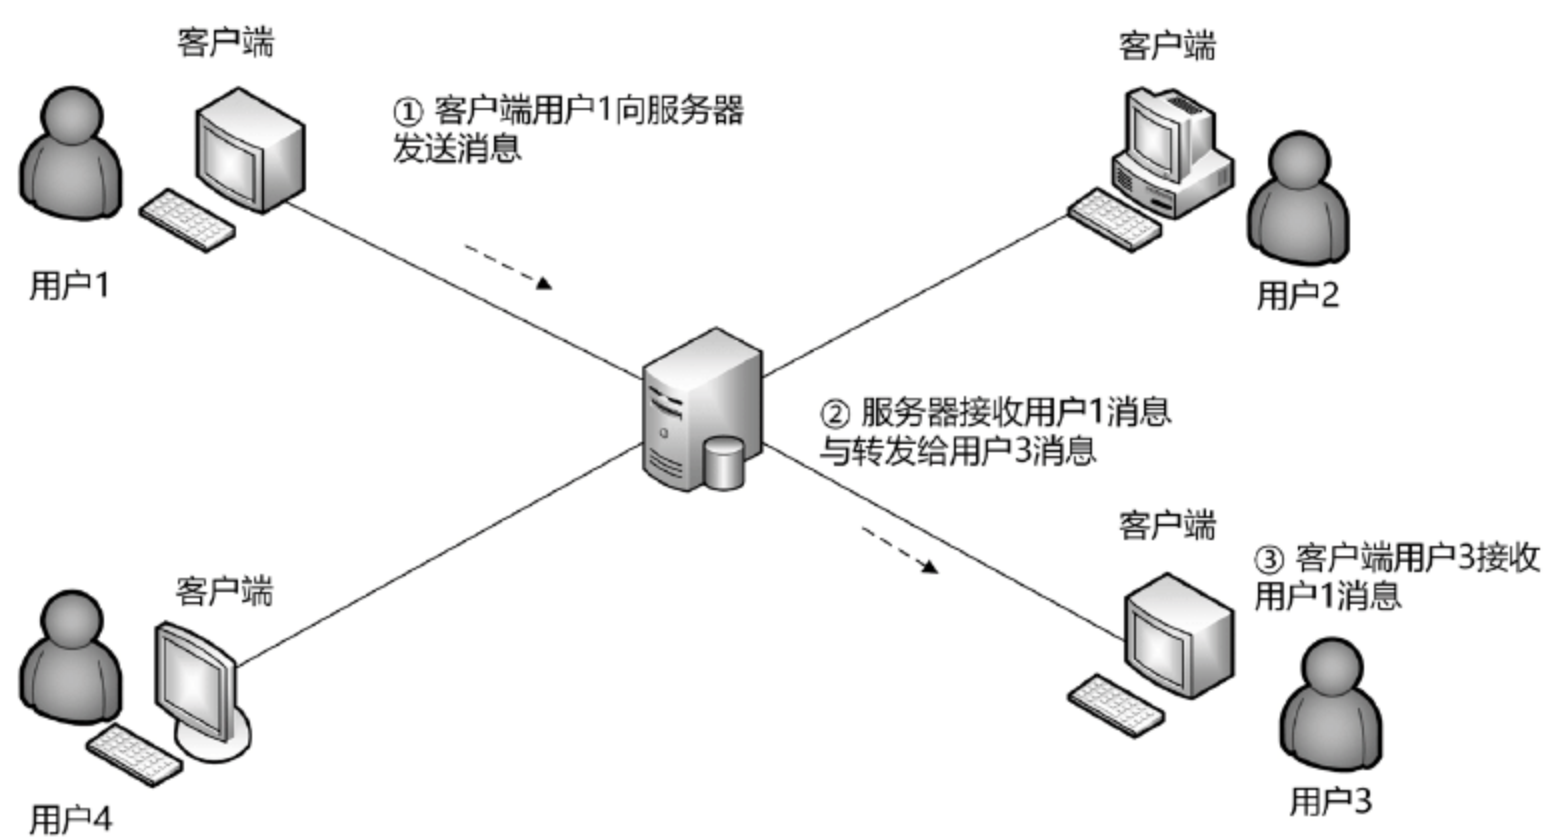 客户端
客户端
① 客户端用户1向服务器
发送消息
用户1
用户2
② 服务器接收用户1消息
与转发给用户3消息
客户端
③ 客户端用户3接收
用户1消息
客户端
用户3
用户4